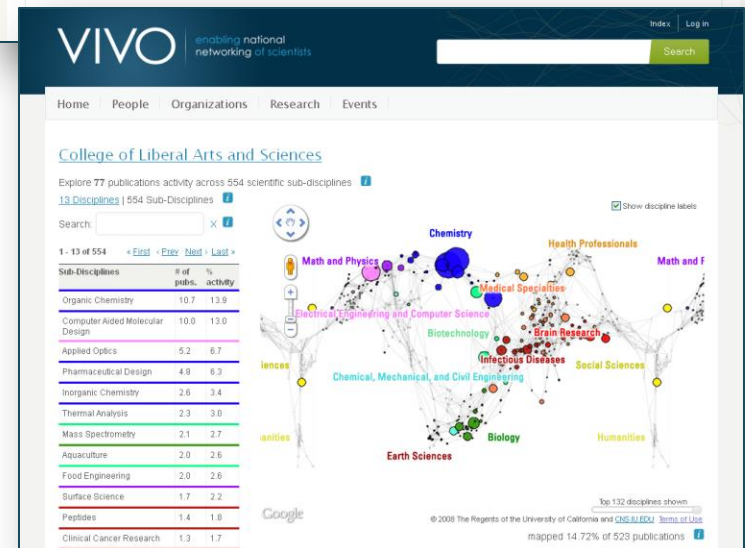 Index | Log in
VIVO
enabling national
networking of scientists
Search
Home People Organizations Research Events
College of Liberal Arts and Sciences
Explore 77 publications activity across 554 scientific sub-disciplines
13 Disciplines | 554 Sub-Disciplines
Search:
X
1 - 13 of 554 « First ‹ Prev Next › Last »
Sub-Disciplines # of pubs. % activity
Organic Chemistry 10.7 13.9
Computer Aided Molecular
Design 10.0 13.0
Applied Optics 5.2 6.7
Pharmaceutical Design 4.8 6.3
Inorganic Chemistry 2.6 3.4
Thermal Analysis 2.3 3.0
Mass Spectrometry 2.1 2.7
Aquaculture 2.0 2.6
Food Engineering 2.0 2.6
Surface Science 1.7 2.2
Peptides 1.4 1.8
Clinical Cancer Research 1.3 1.7
Show discipline labels
Chemistry
Health Professionals
Math and Physics
Math and F
Medical Specialties
Electrical Engineering and Computer Science
Biotechnology
Brain Research
Infectious Diseases
iences
Social Sciences
Chemical, Mechanical, and Civil Engineering
Biology
anities
Humanities
Earth Sciences
Top 132 disciplines shown
Google
© 2008 The Regents of the University of California and CNS.IU.EDU Terms of Use
mapped 14.72% of 523 publications